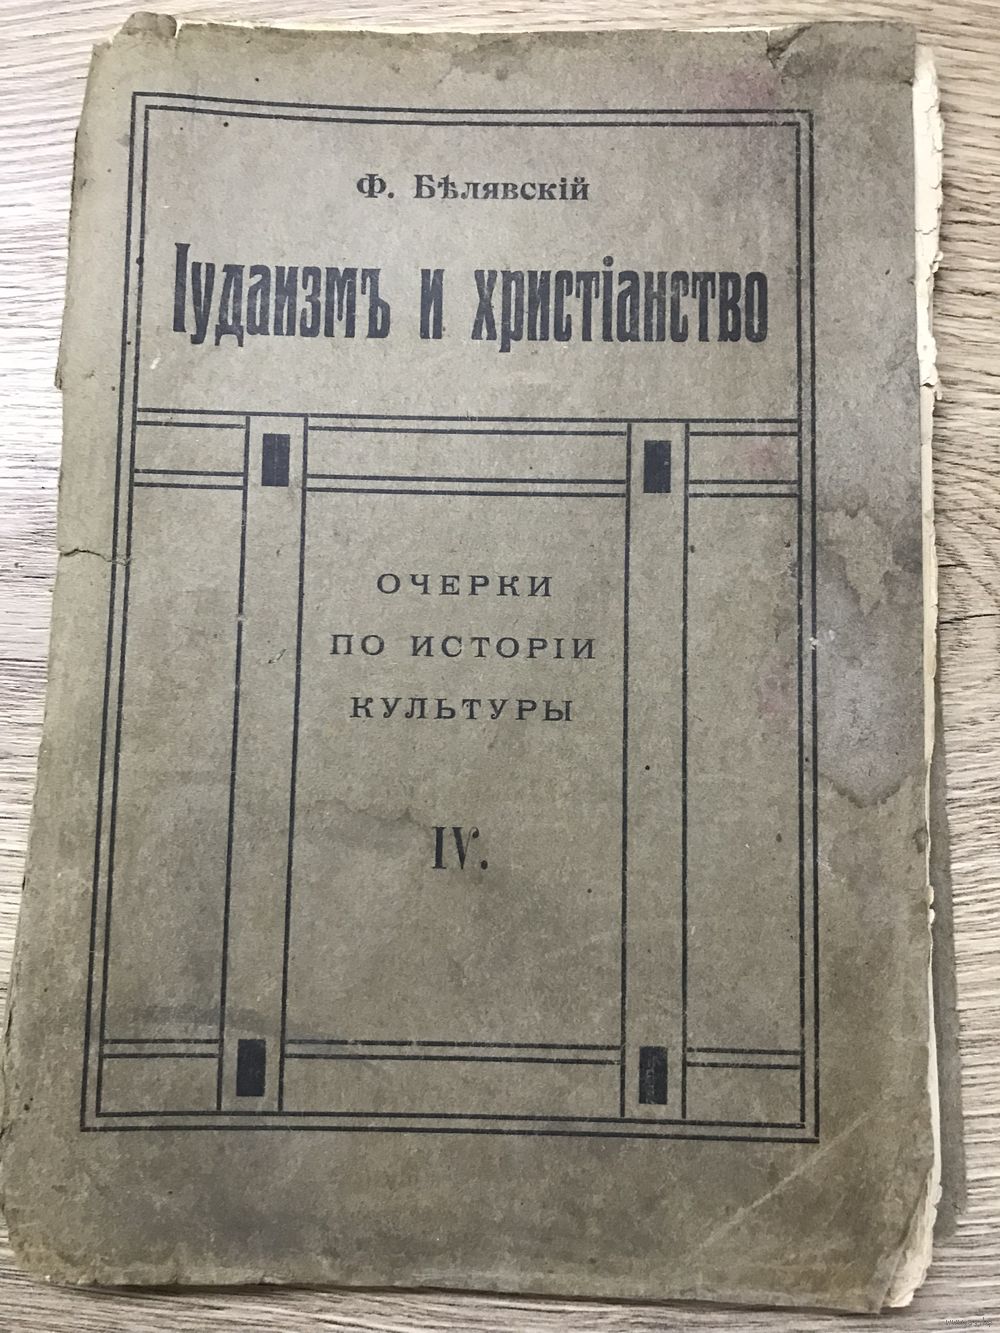 Ф. Бѣлявскій
Іудаизмъ и христіанство
ОЧЕРКИ
ПО ИСТОРІИ
КУЛЬТУРЫ
IV.